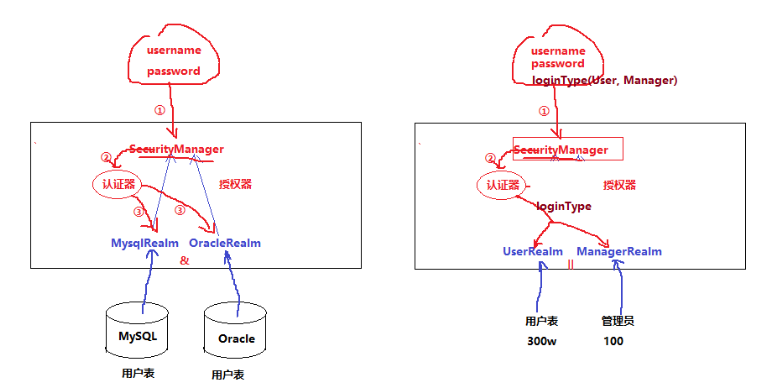 username
password
①
SecurityManager
②
认证器
授权器
③
③
MysqlRealm
OracleRealm
&
MySQL
Oracle
用户表
用户表
username
password
loginType(User, Manager)
①
SecurityManager
②
认证器
授权器
loginType
UserRealm
ManagerRealm
||
用户表
管理员
300w
100